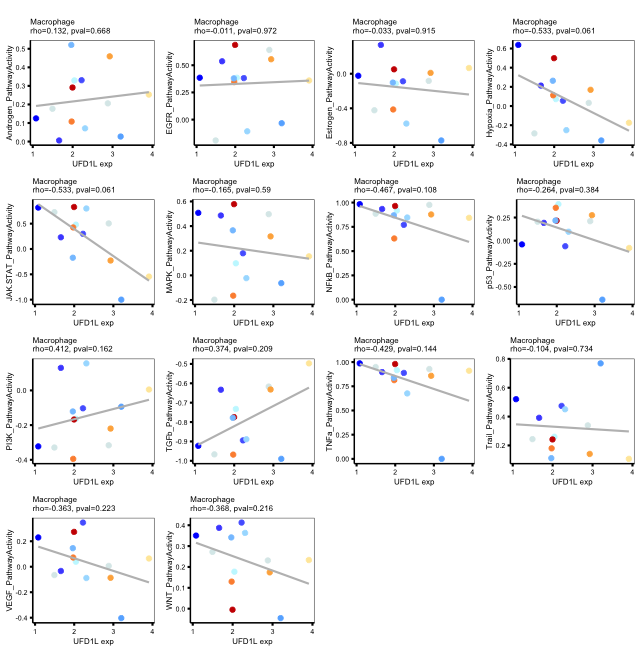 Macrophage
rho=0.132, pval=0.668
Androgen_PathwayActivity
0.5
0.4
0.3
0.2
0.1
0.0
1 2 3 4
UFD1L exp
Macrophage
rho=-0.011, pval=0.972
EGFR_PathwayActivity
0.50
0.25
0.00
1 2 3 4
UFD1L exp
Macrophage
rho=-0.033, pval=0.915
Estrogen_PathwayActivity
0.0
-0.4
-0.8
1 2 3 4
UFD1L exp
Macrophage
rho=-0.533, pval=0.061
Hypoxia_PathwayActivity
0.6
0.4
0.2
0.0
-0.2
-0.4
1 2 3 4
UFD1L exp
Macrophage
rho=-0.533, pval=0.061
JAK-STAT_PathwayActivity
0.5
0.0
-0.5
-1.0
1 2 3 4
UFD1L exp
Macrophage
rho=-0.165, pval=0.59
MAPK_PathwayActivity
0.6
0.4
0.2
0.0
-0.2
1 2 3 4
UFD1L exp
Macrophage
rho=-0.467, pval=0.108
NFkB_PathwayActivity
1.00
0.75
0.50
0.25
0.00
1 2 3 4
UFD1L exp
Macrophage
rho=-0.264, pval=0.384
p53_PathwayActivity
0.25
0.00
-0.25
-0.50
1 2 3 4
UFD1L exp
Macrophage
rho=0.412, pval=0.162
PI3K_PathwayActivity
0.0
-0.2
-0.4
1 2 3 4
UFD1L exp
Macrophage
rho=0.374, pval=0.209
TGFb_PathwayActivity
-0.5
-0.6
-0.7
-0.8
-0.9
-1.0
1 2 3 4
UFD1L exp
Macrophage
rho=-0.429, pval=0.144
TNFa_PathwayActivity
1.00
0.75
0.50
0.25
0.00
1 2 3 4
UFD1L exp
Macrophage
rho=-0.104, pval=0.734
Trail_PathwayActivity
0.8
0.6
0.4
0.2
1 2 3 4
UFD1L exp
Macrophage
rho=-0.363, pval=0.223
VEGF_PathwayActivity
0.2
0.0
-0.2
-0.4
1 2 3 4
UFD1L exp
Macrophage
rho=-0.368, pval=0.216
WNT_PathwayActivity
0.4
0.3
0.2
0.1
0.0
1 2 3 4
UFD1L exp